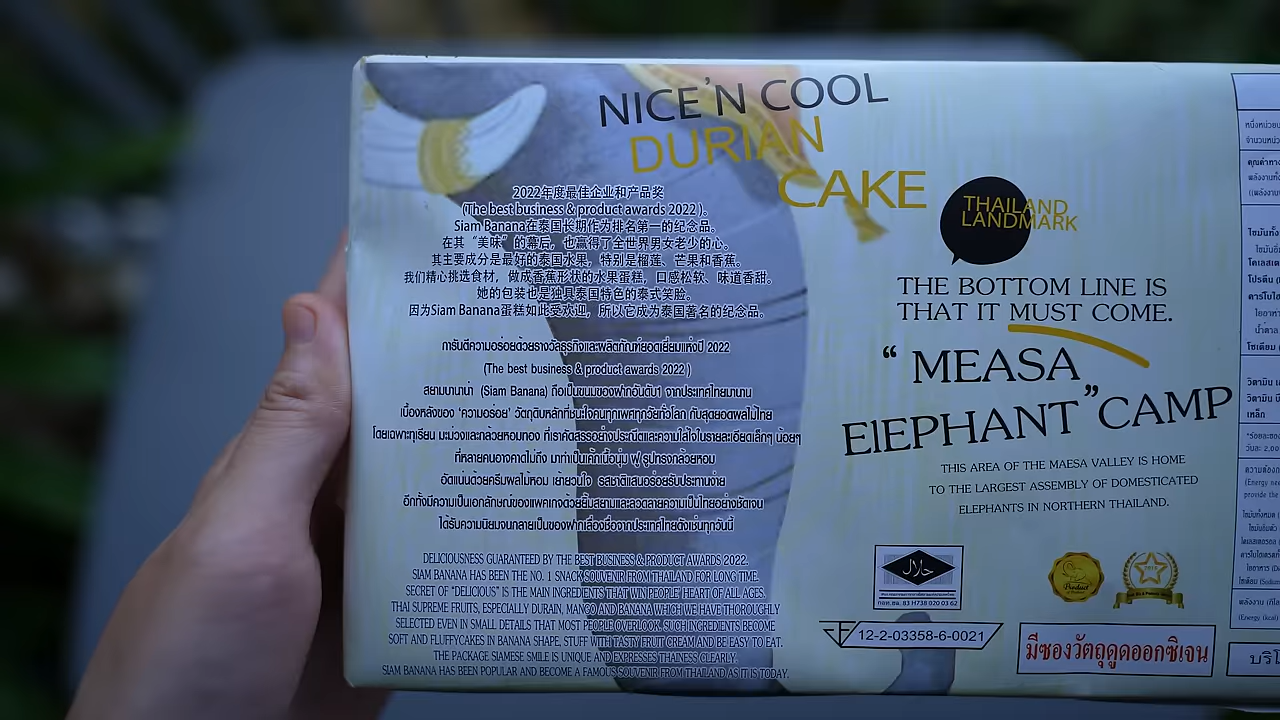 NICE'N COOL
DURIAN
CAKE
2022年度最佳企业和产品奖
(The best business & product awards 2022 )。
Siam Banana在泰国长期作为排名第一的纪念品。
在其 "美味" 的幕后，也赢得了全世界男女老少的心。
其主要成分是最好的泰国水果，特别是榴莲、芒果和香蕉。
我们精心挑选食材，做成香蕉形状的水果蛋糕，口感松软、味道香甜。
她的包装也是独具泰国特色的泰式笑脸。
因为Siam Banana蛋糕如此受欢迎，所以它成为泰国著名的纪念品。
การันตีความอร่อยด้วยรางวัลธุรกิจและผลิตภัณฑ์ยอดเยี่ยมแห่งปี 2022
(The best business & product awards 2022 )
สยามบานาน่า (Siam Banana) ถือเป็นขนมของฝากอันดับ1 จากประเทศไทยมานาน
เบื้องหลังของ 'ความอร่อย' วัตถุดิบหลักที่ชนะใจคนทุกเพศทุกวัยทั่วโลก กับสุดยอดผลไม้ไทย
โดยเฉพาะทุเรียน มะม่วงและกล้วยหอมทอง ที่เราคัดสรรอย่างประณีตและความใส่ใจในรายละเอียดเล็กๆ น้อยๆ
ที่หลายคนอาจคาดไม่ถึง มาทำเป็นเค้กเนื้อนุ่ม ฟู รูปทรงกล้วยหอม
อัดแน่นด้วยครีมผลไม้หอม เย้ายวนใจ รสชาติแสนอร่อยรับประทานง่าย
อีกทั้งมีความเป็นเอกลักษณ์ของแพคเกจด้วยยิ้มสยามและลวดลายความเป็นไทยอย่างชัดเจน
ได้รับความนิยมจนกลายเป็นของฝากเลื่องชื่อจากประเทศไทยดังเช่นทุกวันนี้
DELICIOUSNESS GUARANTEED BY THE BEST BUSINESS & PRODUCT AWARDS 2022.
SIAM BANANA HAS BEEN THE NO. 1 SNACK SOUVENIR FROM THAILAND FOR LONG TIME.
SECRET OF "DELICIOUS" IS THE MAIN INGREDIENTS THAT WIN PEOPLE' HEART OF ALL AGES.
THAI SUPREME FRUITS, ESPECIALLY DURAIN, MANGO AND BANANA WHICH WE HAVE THOROUGHLY
SELECTED EVEN IN SMALL DETAILS THAT MOST PEOPLE OVERLOOK. SUCH INGREDIENTS BECOME
SOFT AND FLUFFYCAKES IN BANANA SHAPE, STUFF WITH TASTY FRUIT CREAM AND BE EASY TO EAT.
THE PACKAGE SIAMESE SMILE IS UNIQUE AND EXPRESSES THAINESS CLEARLY.
SIAM BANANA HAS BEEN POPULAR AND BECOME A FAMOUS SOUVENIR FROM THAILAND AS IT IS TODAY.
THAILAND
LANDMARK
THE BOTTOM LINE IS
THAT IT MUST COME.
“ MEASA
ElEPHANT ” CAMP
THIS AREA OF THE MAESA VALLEY IS HOME
TO THE LARGEST ASSEMBLY OF DOMESTICATED
ELEPHANTS IN NORTHERN THAILAND.
حلال
กอท.ฮล. 83 H738 020 03 62
12-2-03358-6-0021
มีซองวัตถุดูดออกซิเจน
Product